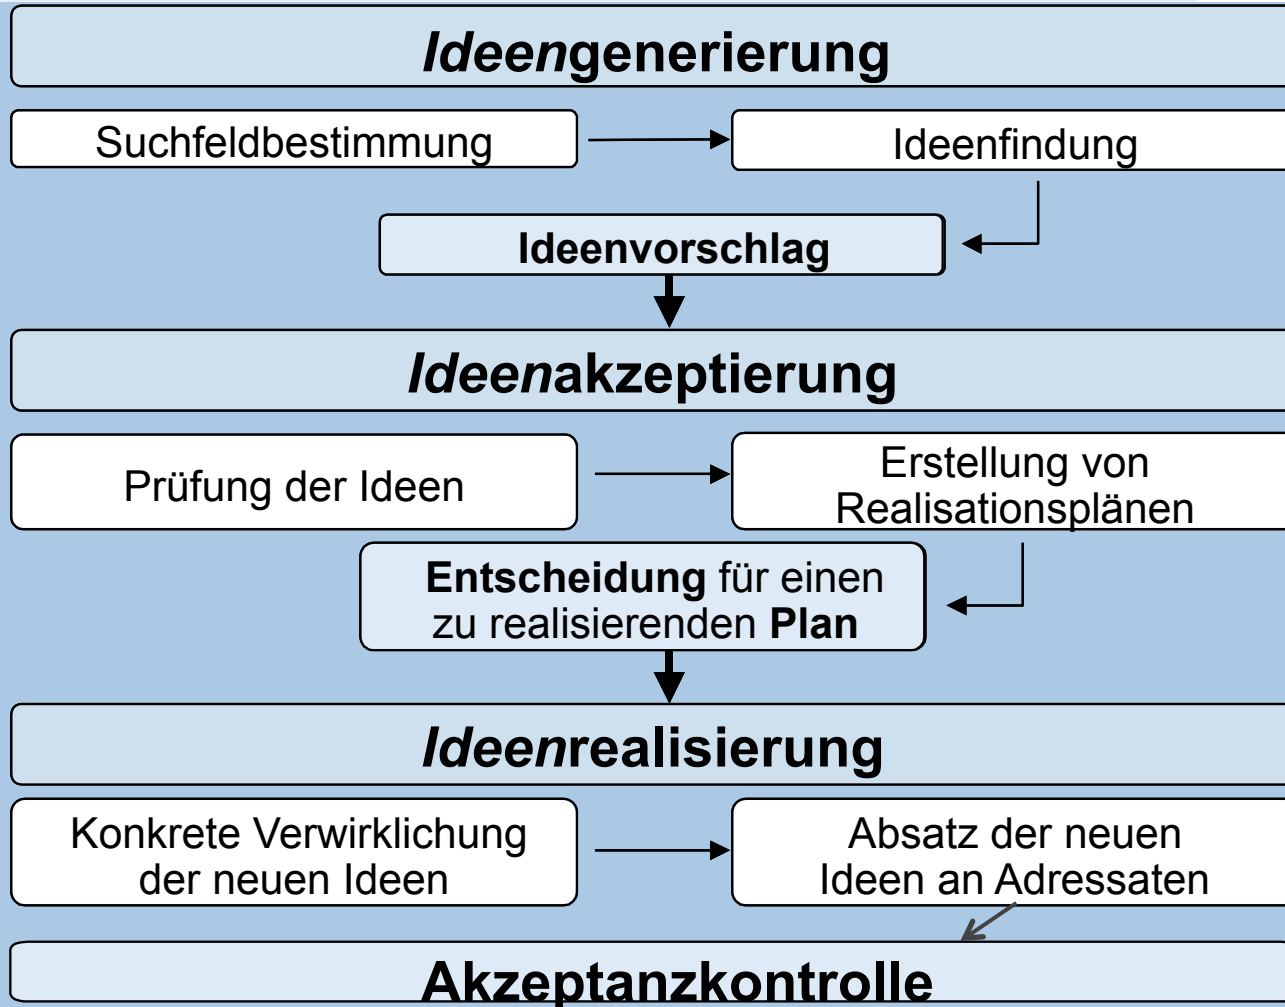 Ideengenerierung
Suchfeldbestimmung
Ideenfindung
Ideenvorschlag
Ideenakzeptierung
Prüfung der Ideen
Erstellung von
Realisationsplänen
Entscheidung für einen
zu realisierenden Plan
Ideenrealisierung
Konkrete Verwirklichung
der neuen Ideen
Absatz der neuen
Ideen an Adressaten
Akzeptanzkontrolle